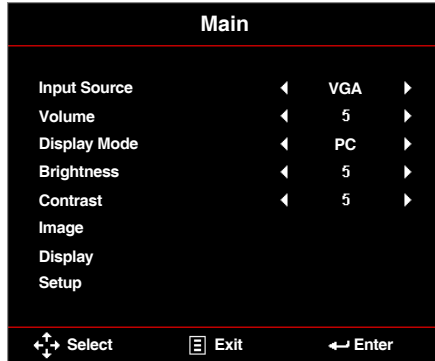 Main
Input Source VGA
Volume 5
Display Mode PC
Brightness 5
Contrast 5
Image
Display
Setup
Select Exit Enter